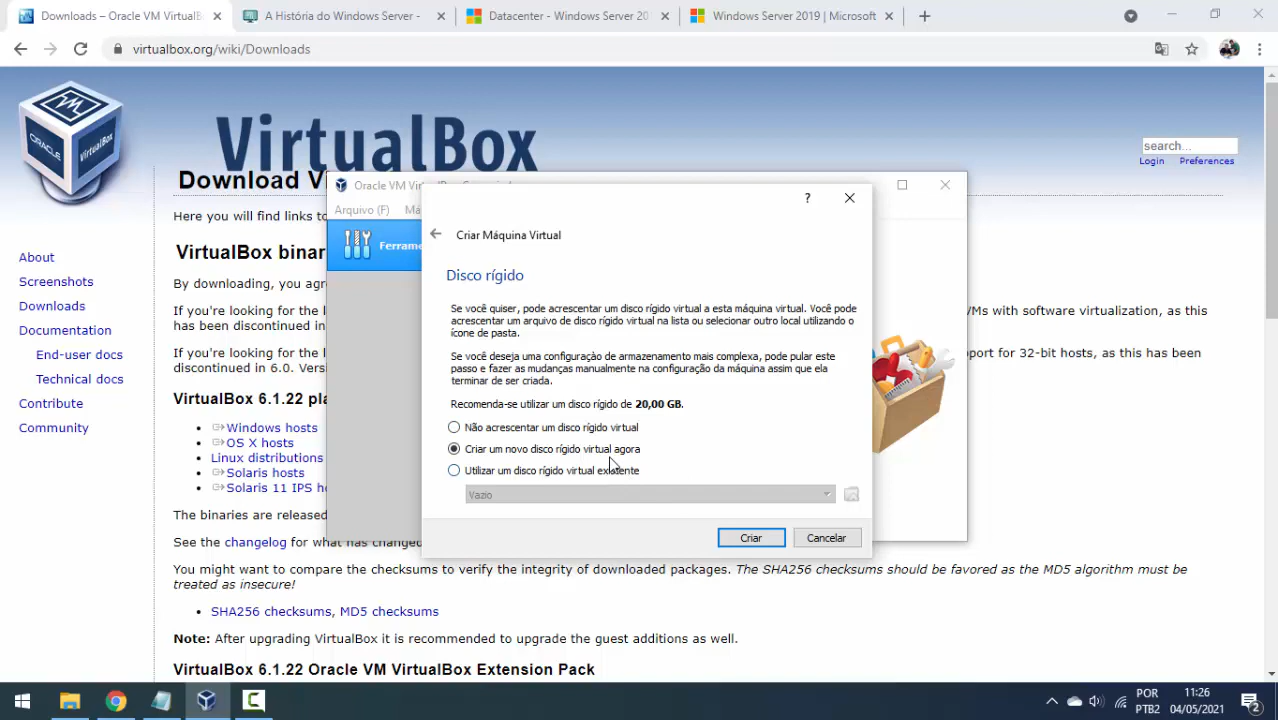 Downloads – Oracle VM VirtualB
A História do Windows Server -
Datacenter - Windows Server 20
Windows Server 2019 | Microsoft
virtualbox.org/wiki/Downloads
ORACLE
VirtualBox
VirtualBox
search...
Login
Preferences
Download Vi
Here you will find links to
VirtualBox binar
By downloading, you agre
If you're looking for the l
VMs with software virtualization, as this
has been discontinued in
If you're looking for the l
port for 32-bit hosts, as this has been
discontinued in 6.0. Versi
VirtualBox 6.1.22 pla
Windows hosts
OS X hosts
Linux distributions
Solaris hosts
Solaris 11 IPS ho
The binaries are released
See the changelog for what has changed.
You might want to compare the checksums to verify the integrity of downloaded packages. The SHA256 checksums should be favored as the MD5 algorithm must be
treated as insecure!
SHA256 checksums, MD5 checksums
Note: After upgrading VirtualBox it is recommended to upgrade the guest additions as well.
VirtualBox 6.1.22 Oracle VM VirtualBox Extension Pack
About
Screenshots
Downloads
Documentation
End-user docs
Technical docs
Contribute
Community
Oracle VM
Arquivo (F)
Má
Ferrame
?
Criar Máquina Virtual
Disco rígido
Se você quiser, pode acrescentar um disco rígido virtual a esta máquina virtual. Você pode
acrescentar um arquivo de disco rígido virtual na lista ou selecionar outro local utilizando o
ícone de pasta.
Se você deseja uma configuração de armazenamento mais complexa, pode pular este
passo e fazer as mudanças manualmente na configuração da máquina assim que ela
terminar de ser criada.
Recomenda-se utilizar um disco rígido de 20,00 GB.
Não acrescentar um disco rígido virtual
Criar um novo disco rígido virtual agora
Utilizar um disco rígido virtual existente
Vazio
Criar
Cancelar
POR
PTB2
11:26
04/05/2021
2